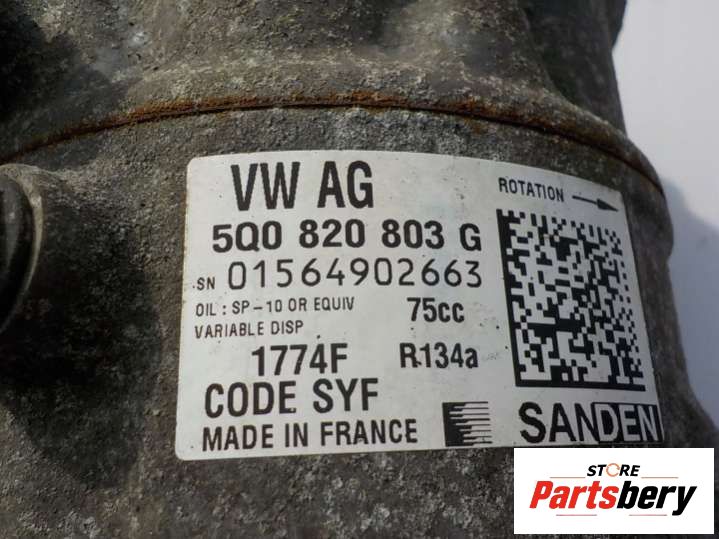 VW AG
ROTATION
5Q0 820 803 G
SN 01564902663
OIL : SP-10 OR EQUIV 75cc
VARIABLE DISP
1774F R134a
CODE SYF
MADE IN FRANCE
SANDEN
STORE
Partsbery